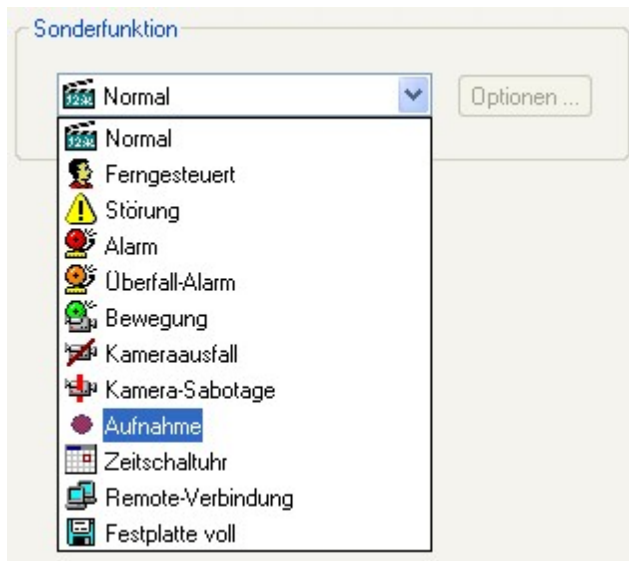 Sonderfunktion
Normal
Optionen ...
Normal
Ferngesteuert
Störung
Alarm
Überfall-Alarm
Bewegung
Kameraausfall
Kamera-Sabotage
Aufnahme
Zeitschaltuhr
Remote-Verbindung
Festplatte voll